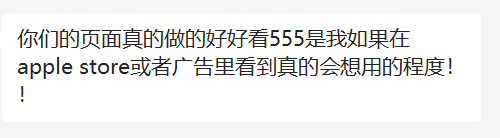 你们的页面真的做的好好看555是我如果在
apple store或者广告里看到真的会想用的程度！
！